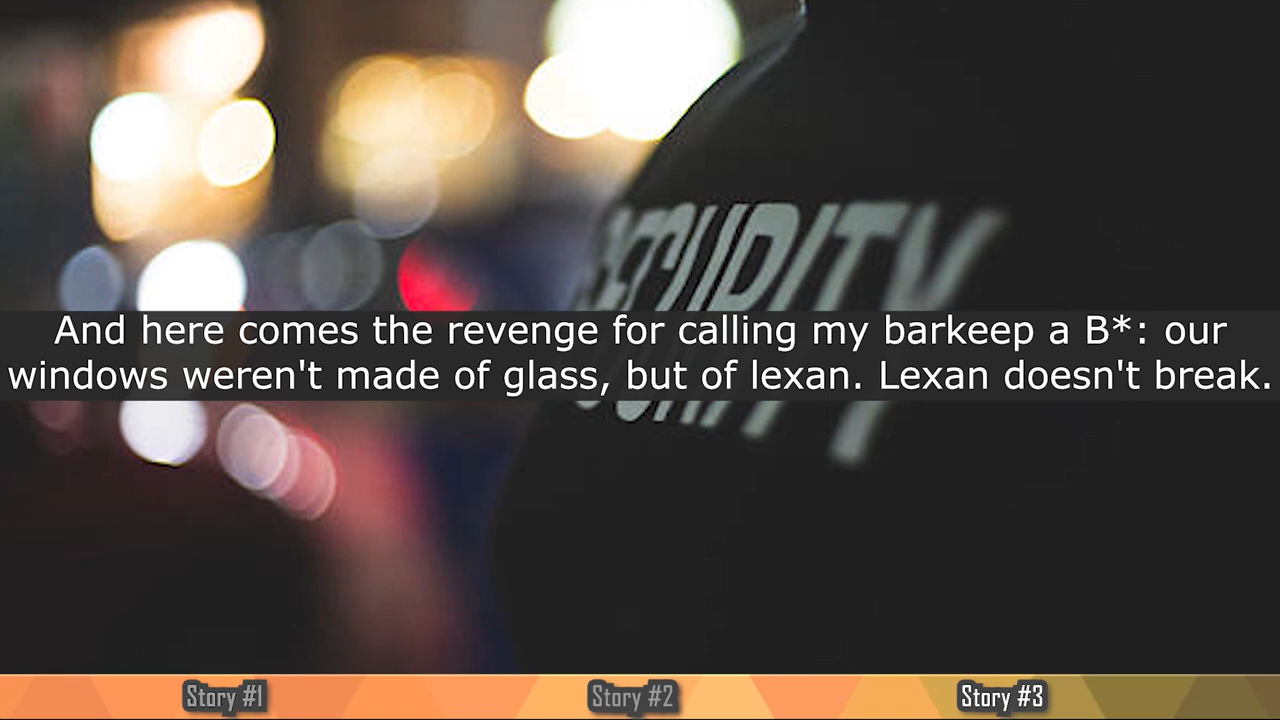 SECURITY
And here comes the revenge for calling my barkeep a B*: our
windows weren't made of glass, but of lexan. Lexan doesn't break.
Story #1
Story #2
Story #3